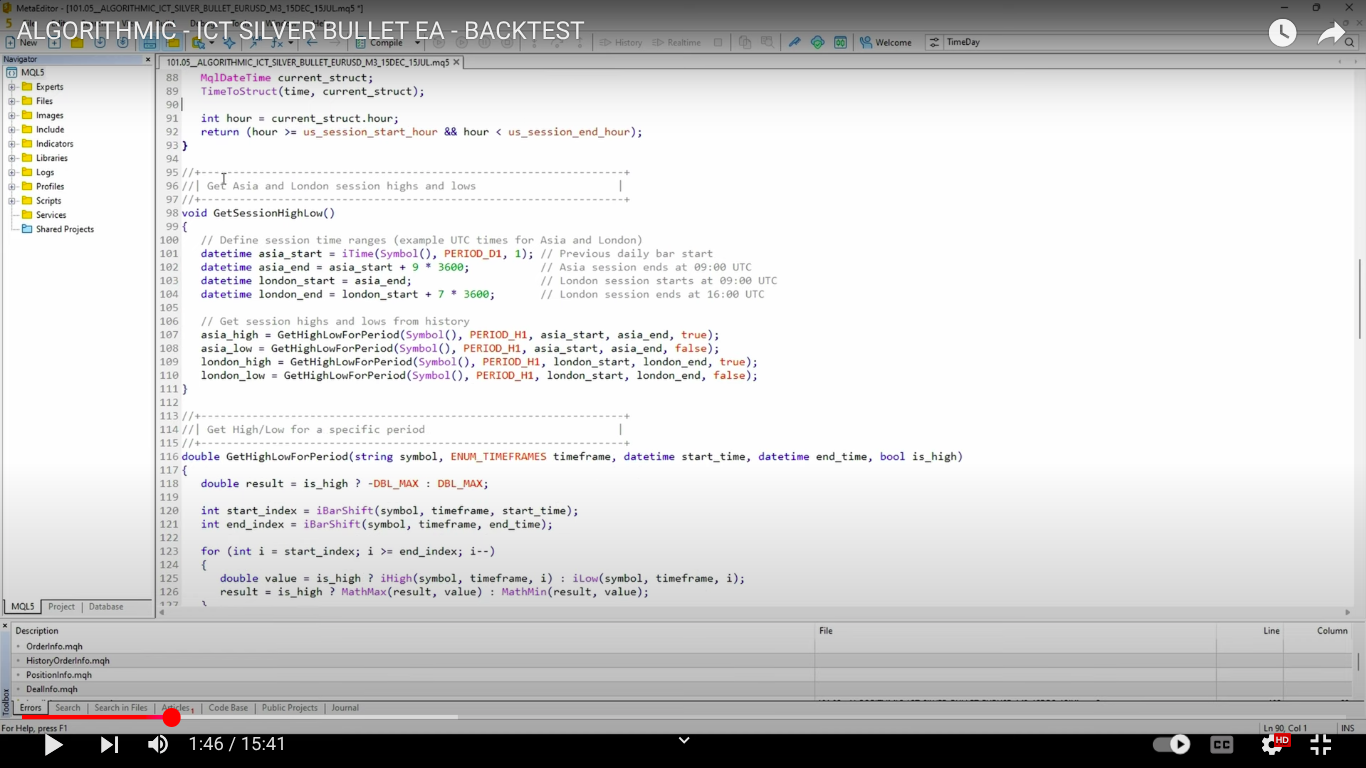 MetaEditor - [101.05_ALGORITHMIC_ICT_SILVER_BULLET_EURUSD_M3_15DEC_15JUL.mq5 *]
ALGORITHMIC - ICT SILVER BULLET EA - BACKTEST
New
Compile
History
Realtime
Welcome
TimeDay
Navigator
101.05_ALGORITHMIC_ICT_SILVER_BULLET_EURUSD_M3_15DEC_15JUL.mq5
MQL5
Experts
Files
Images
Include
Indicators
Libraries
Logs
Profiles
Scripts
Services
Shared Projects
88 MqlDateTime current_struct;
89 TimeToStruct(time, current_struct);
90
91 int hour = current_struct.hour;
92 return (hour >= us_session_start_hour && hour < us_session_end_hour);
93 }
94
95 //+------------------------------------------------------------------+
96 //| Get Asia and London session highs and lows |
97 //+------------------------------------------------------------------+
98 void GetSessionHighLow()
99 {
100 // Define session time ranges (example UTC times for Asia and London)
101 datetime asia_start = iTime(Symbol(), PERIOD_D1, 1); // Previous daily bar start
102 datetime asia_end = asia_start + 9 * 3600; // Asia session ends at 09:00 UTC
103 datetime london_start = asia_end; // London session starts at 09:00 UTC
104 datetime london_end = london_start + 7 * 3600; // London session ends at 16:00 UTC
105
106 // Get session highs and lows from history
107 asia_high = GetHighLowForPeriod(Symbol(), PERIOD_H1, asia_start, asia_end, true);
108 asia_low = GetHighLowForPeriod(Symbol(), PERIOD_H1, asia_start, asia_end, false);
109 london_high = GetHighLowForPeriod(Symbol(), PERIOD_H1, london_start, london_end, true);
110 london_low = GetHighLowForPeriod(Symbol(), PERIOD_H1, london_start, london_end, false);
111 }
112
113 //+------------------------------------------------------------------+
114 //| Get High/Low for a specific period |
115 //+------------------------------------------------------------------+
116 double GetHighLowForPeriod(string symbol, ENUM_TIMEFRAMES timeframe, datetime start_time, datetime end_time, bool is_high)
117 {
118 double result = is_high ? -DBL_MAX : DBL_MAX;
119
120 int start_index = iBarShift(symbol, timeframe, start_time);
121 int end_index = iBarShift(symbol, timeframe, end_time);
122
123 for (int i = start_index; i >= end_index; i--)
124 {
125 double value = is_high ? iHigh(symbol, timeframe, i) : iLow(symbol, timeframe, i);
126 result = is_high ? MathMax(result, value) : MathMin(result, value);
127 }
MQL5 Project Database
Description File Line Column
OrderInfo.mqh
HistoryOrderInfo.mqh
PositionInfo.mqh
DealInfo.mqh
Toolbox
Errors Search Search in Files Articles 1 Code Base Public Projects Journal
For Help, press F1
Ln 90, Col 1 INS
1:46 / 15:41
CC
HD